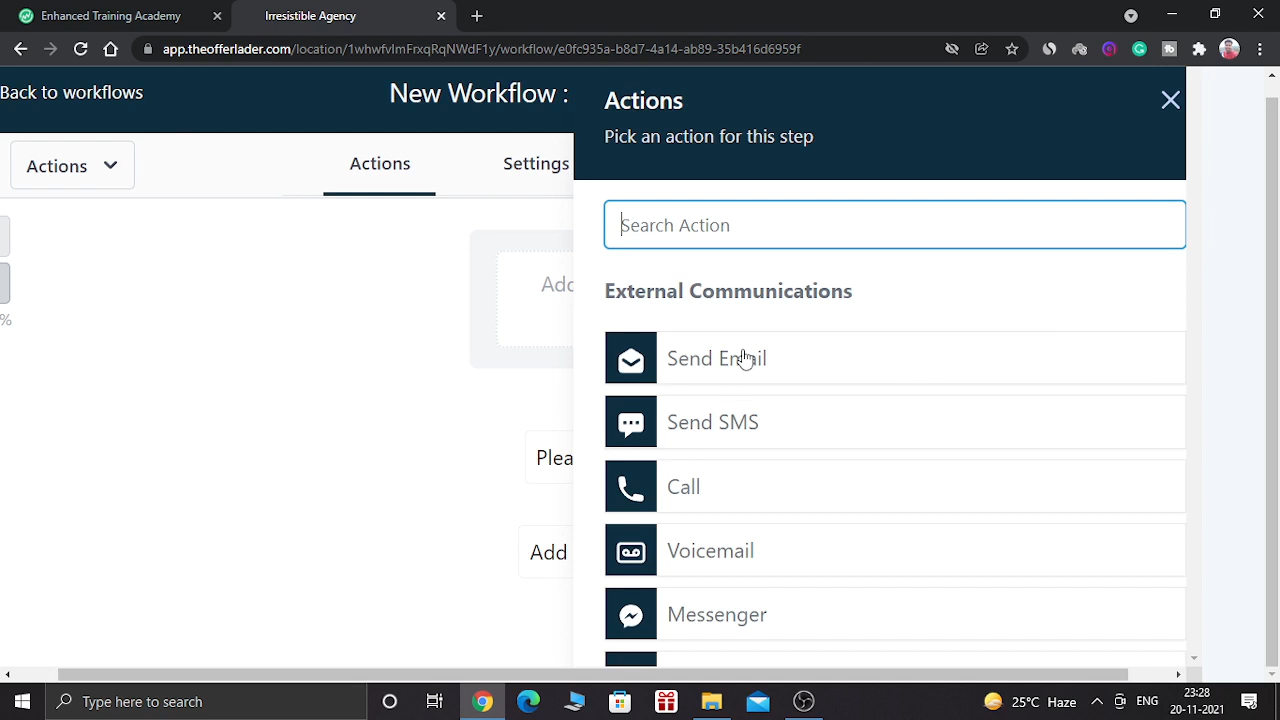 Enhanced Training Academy
Irresistible Agency
app.theofferlader.com/location/1whwfvlmFrxqRqNWdF1y/workflow/e0fc935a-b8d7-4a14-ab89-35b416d6959f
Back to workflows
New Workflow :
Actions
Actions
Settings
Actions
Pick an action for this step
Search Action
External Communications
Send Email
Send SMS
Call
Voicemail
Messenger
Add
%
Plea
Add
Type here to search
25°C Haze
ENG
23:28
20-11-2021